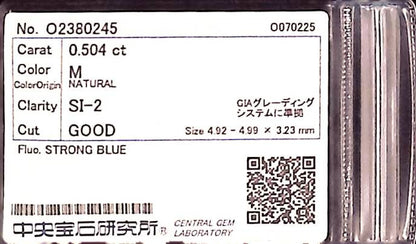 No. O2380245 O070225
Carat 0.504 ct
Color M
ColorOrigin NATURAL
Clarity SI-2 GIAグレーディング
システムに準拠
Cut GOOD Size 4.92 - 4.99 × 3.23 mm
Fluo. STRONG BLUE
中央宝石研究所® CENTRAL GEM
LABORATORY